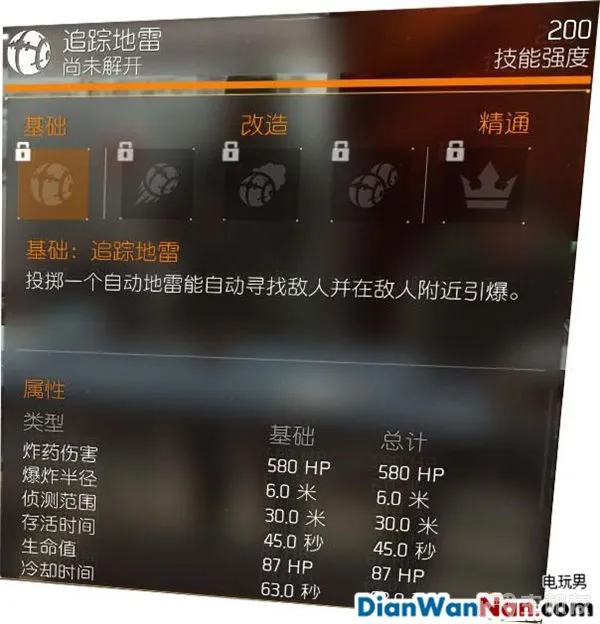 追踪地雷
尚未解开
200
技能强度
基础
改造
精通
基础：追踪地雷
投掷一个自动地雷能自动寻找敌人并在敌人附近引爆。
属性
类型 基础 总计
炸药伤害 580 HP 580 HP
爆炸半径 6.0 米 6.0 米
侦测范围 30.0 米 30.0 米
存活时间 45.0 秒 45.0 秒
生命值 87 HP 87 HP
冷却时间 63.0 秒
电玩男
DianWanNan.com